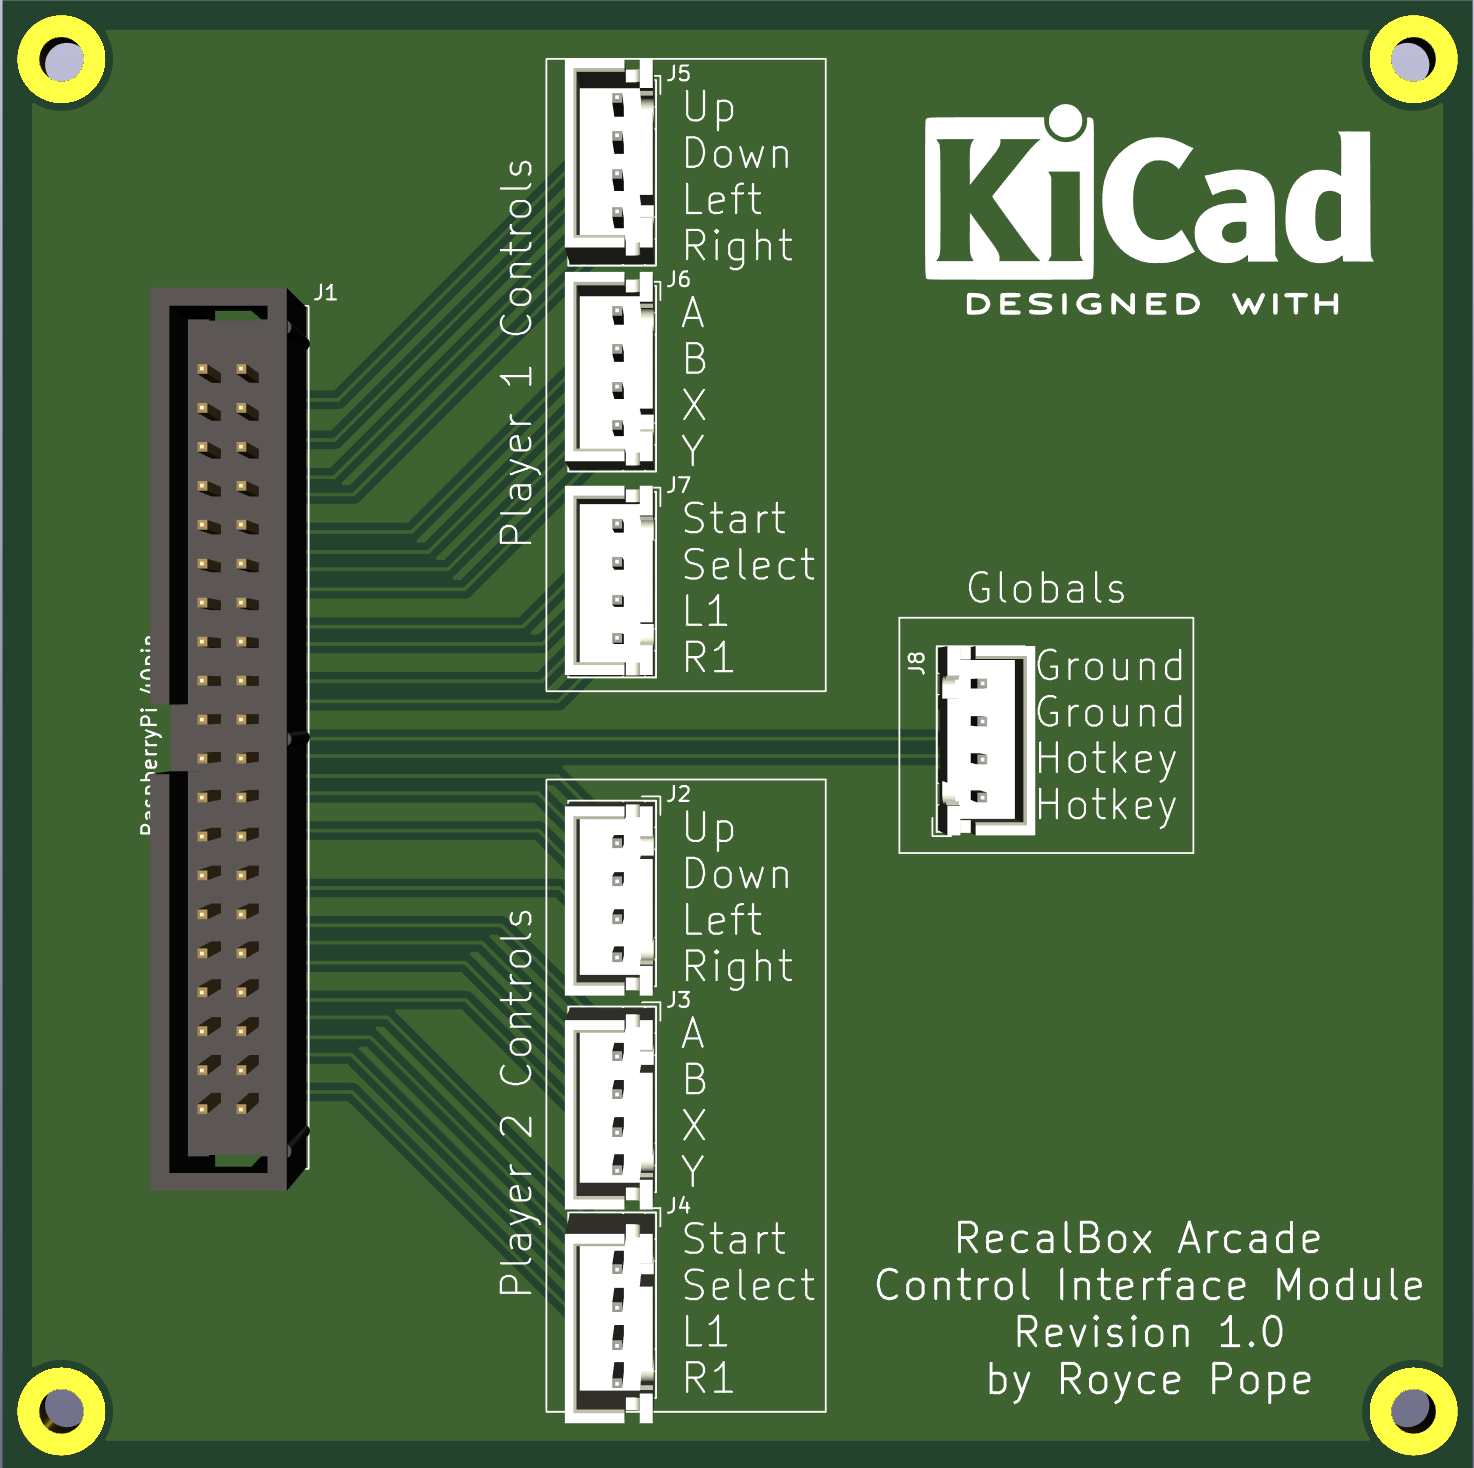 J5
Up
Down
Left
Right
J6
A
B
X
Y
J7
Start
Select
L1
R1
Player 1 Controls
KiCad
DESIGNED WITH
J1
RaspberryPi 40pin
Globals
J8
Ground
Ground
Hotkey
Hotkey
J2
Up
Down
Left
Right
J3
A
B
X
Y
J4
Start
Select
L1
R1
Player 2 Controls
RecalBox Arcade
Control Interface Module
Revision 1.0
by Royce Pope